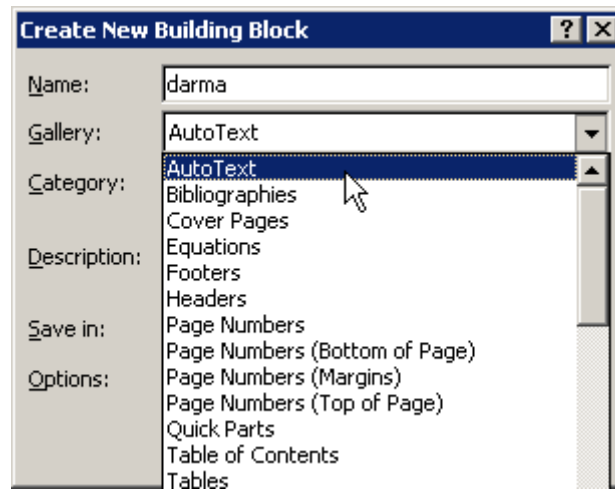 Create New Building Block
Name: darma
Gallery: AutoText
AutoText
Category:
Bibliographies
Cover Pages
Equations
Description:
Footers
Headers
Save in:
Page Numbers
Page Numbers (Bottom of Page)
Options:
Page Numbers (Margins)
Page Numbers (Top of Page)
Quick Parts
Table of Contents
Tables